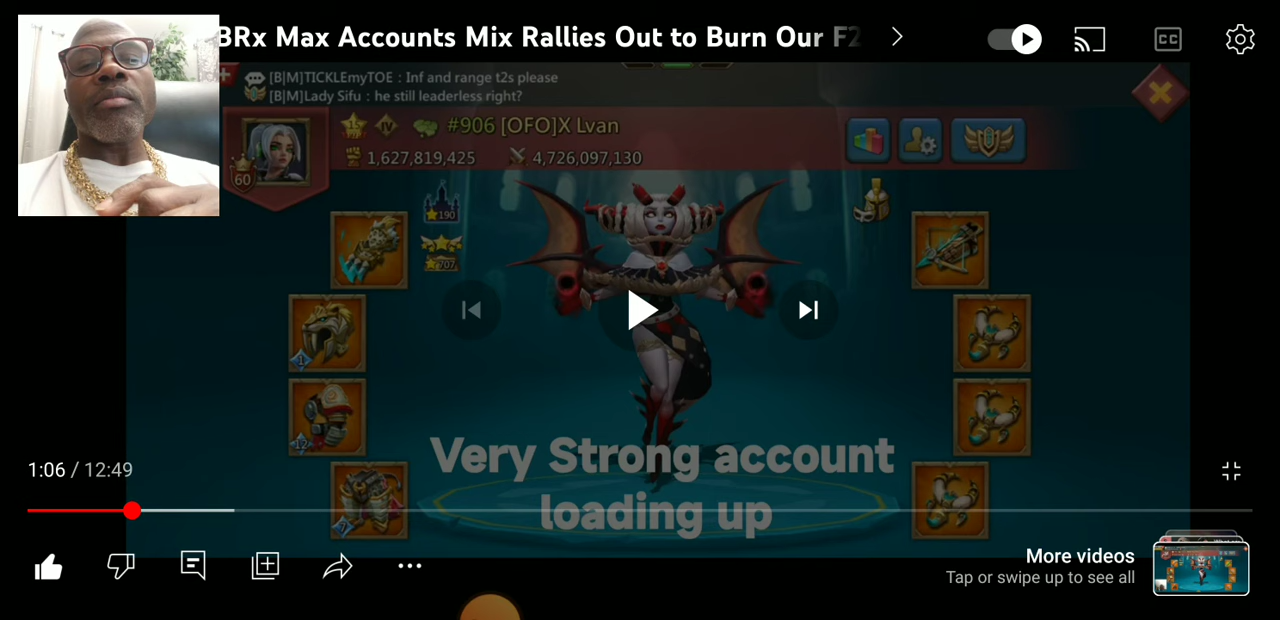 BRx Max Accounts Mix Rallies Out to Burn Our F2
CC
[B|M]TICKLEmyTOE : Inf and range t2s please
[B|M]Lady Sifu : he still leaderless right?
15 IV #906 [OFO]X Lvan
1,627,819,425 4,726,097,130
60
190
707
1
12
7
Very Strong account
loading up
1:06 / 12:49
More videos
Tap or swipe up to see all